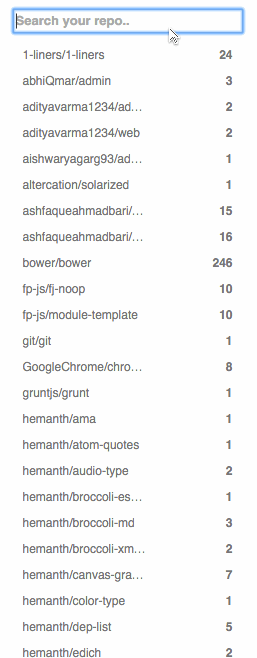 Search your repo..
1-liners/1-liners 24
abhiQmar/admin 3
adityavarma1234/ad... 2
adityavarma1234/web 2
aishwaryagarg93/ad... 1
altercation/solarized 1
ashfaqueahmadbari/... 15
ashfaqueahmadbari/... 16
bower/bower 246
fp-js/fj-noop 10
fp-js/module-template 10
git/git 1
GoogleChrome/chro... 8
gruntjs/grunt 1
hemanth/ama 1
hemanth/atom-quotes 1
hemanth/audio-type 2
hemanth/broccoli-es... 1
hemanth/broccoli-md 3
hemanth/broccoli-xm... 2
hemanth/canvas-gra... 7
hemanth/color-type 1
hemanth/dep-list 5
hemanth/edich 2